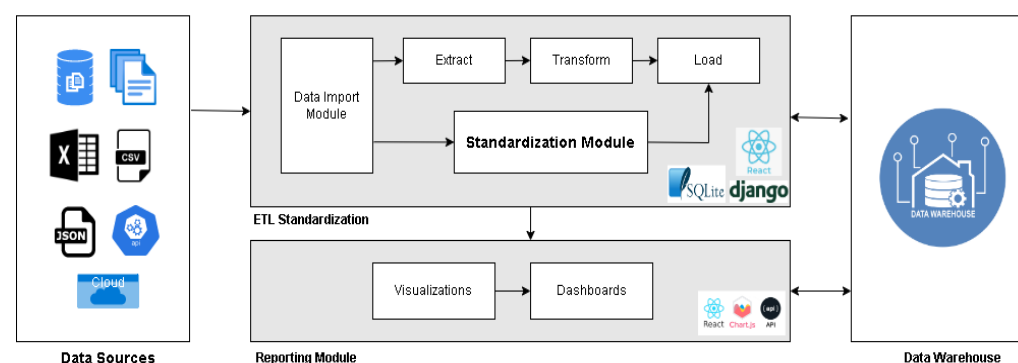 Extract
Transform
Load
Data Import
Module
Standardization Module
X
CSV
JSON
api
Cloud
React
SQLite
django
DATA WAREHOUSE
ETL Standardization
Visualizations
Dashboards
React
Chart.js
{api}
API
Data Sources
Reporting Module
Data Warehouse